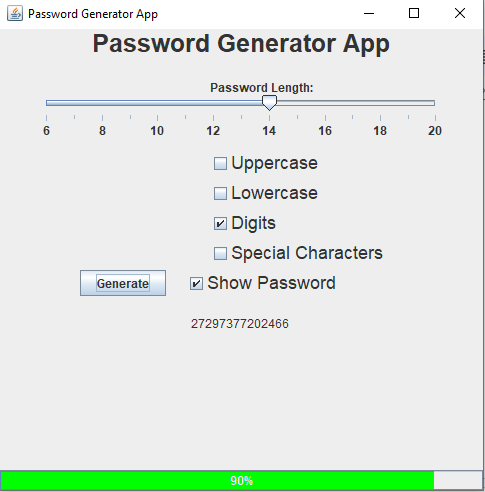 Password Generator App
Password Generator App
Password Length:
6 8 10 12 14 16 18 20
Uppercase
Lowercase
Digits
Special Characters
Generate Show Password
27297377202466
90%